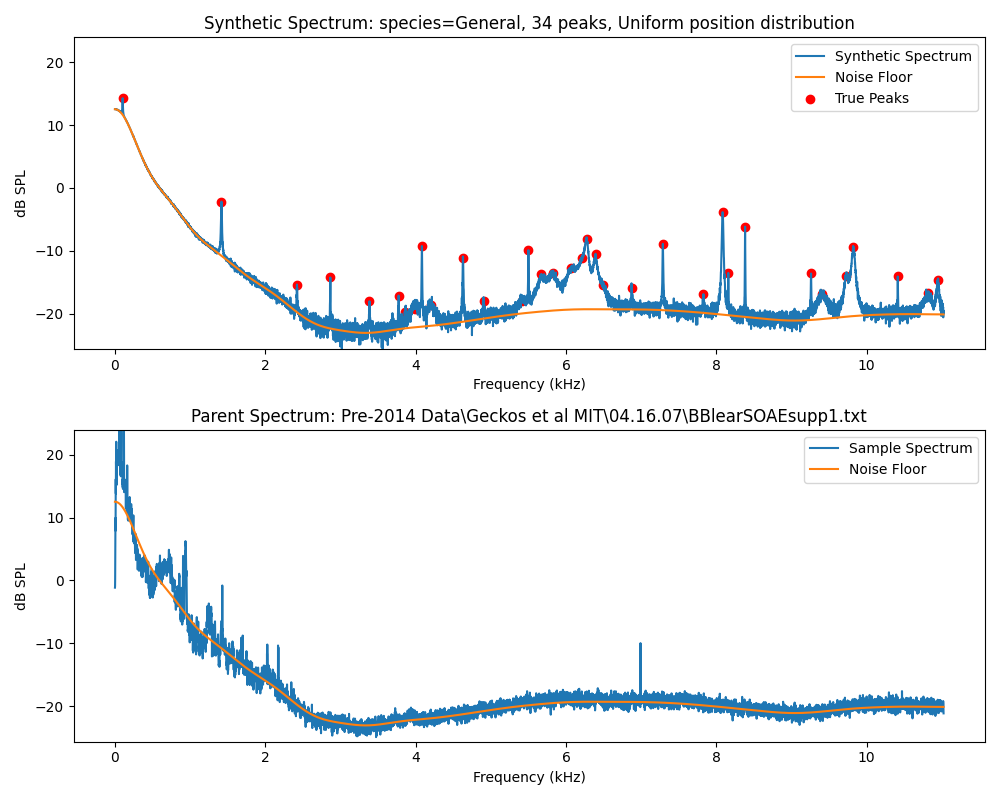 Synthetic Spectrum: species=General, 34 peaks, Uniform position distribution
20
10
0
−10
−20
dB SPL
Synthetic Spectrum
Noise Floor
True Peaks
0 2 4 6 8 10
Frequency (kHz)
Parent Spectrum: Pre-2014 Data\Geckos et al MIT\04.16.07\BBlearSOAEsupp1.txt
20
10
0
−10
−20
dB SPL
Sample Spectrum
Noise Floor
0 2 4 6 8 10
Frequency (kHz)